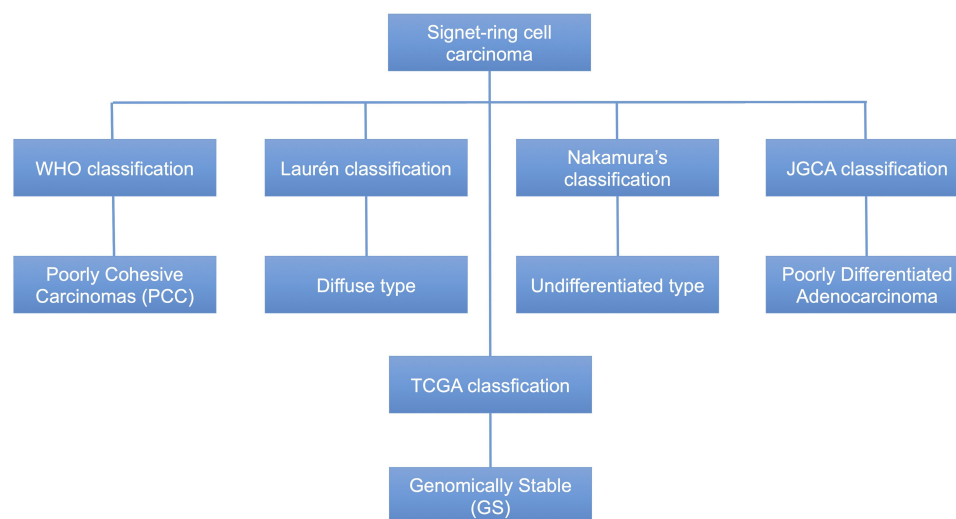 Signet-ring cell
carcinoma
WHO classification
Laurén classification
Nakamura's
classification
JGCA classification
Poorly Cohesive
Carcinomas (PCC)
Diffuse type
Undifferentiated type
Poorly Differentiated
Adenocarcinoma
TCGA classfication
Genomically Stable
(GS)